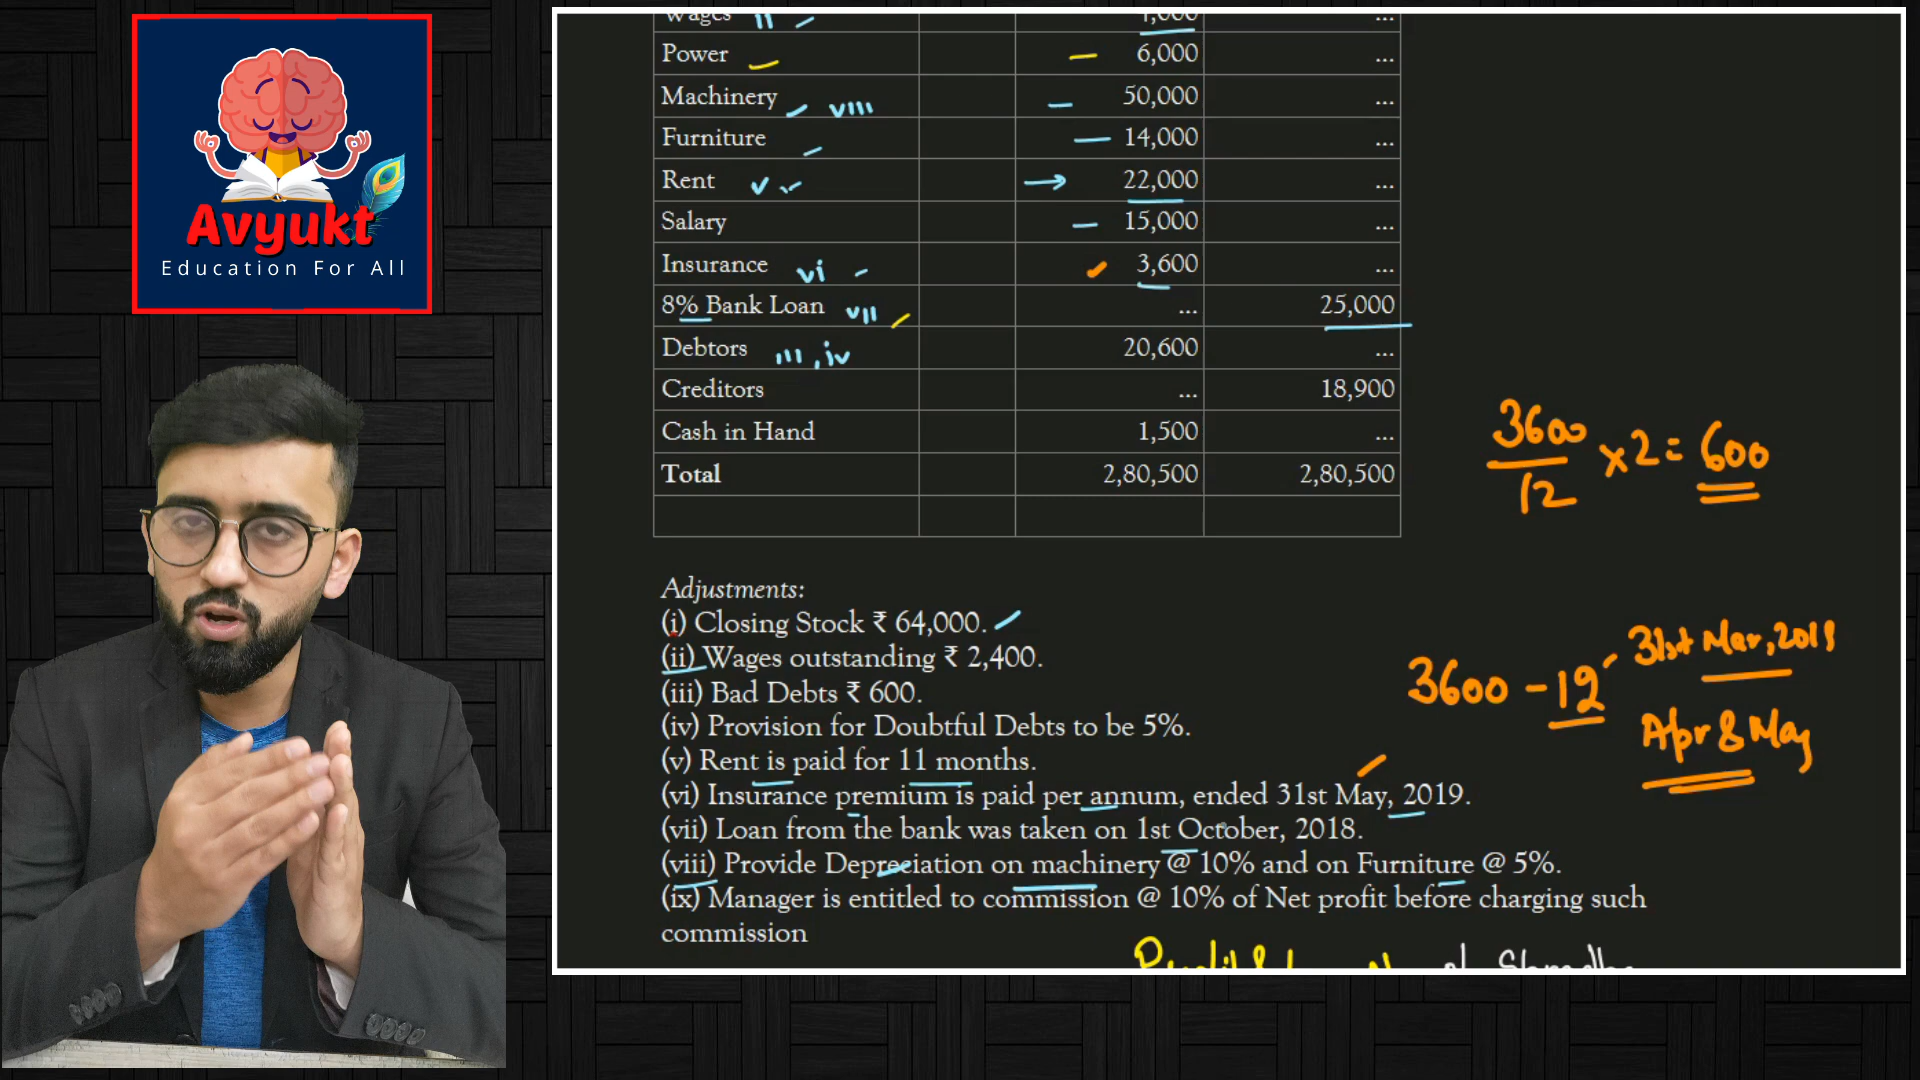 Avyukt
Education For All
Wages ii 1,000 ...
Power 6,000 ...
Machinery viii 50,000 ...
Furniture 14,000 ...
Rent v 22,000 ...
Salary 15,000 ...
Insurance vi 3,600 ...
8% Bank Loan vii ... 25,000
Debtors iii, iv 20,600 ...
Creditors ... 18,900
Cash in Hand 1,500 ...
Total 2,80,500 2,80,500
3600
12
x2 = 600
Adjustments:
(i) Closing Stock ₹ 64,000.
(ii) Wages outstanding ₹ 2,400.
(iii) Bad Debts ₹ 600.
(iv) Provision for Doubtful Debts to be 5%.
(v) Rent is paid for 11 months.
(vi) Insurance premium is paid per annum, ended 31st May, 2019.
(vii) Loan from the bank was taken on 1st October, 2018.
(viii) Provide Depreciation on machinery @ 10% and on Furniture @ 5%.
(ix) Manager is entitled to commission @ 10% of Net profit before charging such
commission
31st Mar, 2019
3600 - 12
Apr & May